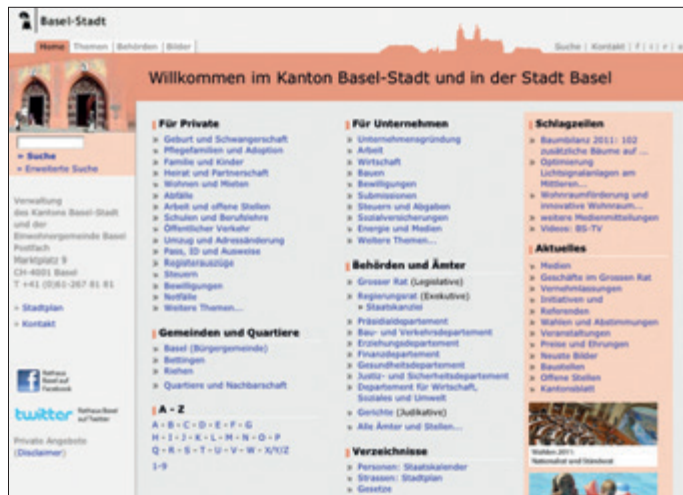 Basel-Stadt
Home Themen Behörden Bilder
Suche | Kontakt | f | i | r | e
Willkommen im Kanton Basel-Stadt und in der Stadt Basel
» Suche
» Erweiterte Suche
Verwaltung
des Kantons Basel-Stadt
und der
Einwohnergemeinde Basel
Postfach
Marktplatz 9
CH-4001 Basel
T +41 (0)61-267 81 81
» Stadtplan
» Kontakt
Rathaus
Basel auf
Facebook
twitter Rathaus Basel
auf Twitter
Private Angebote
(Disclaimer)
Für Private
» Geburt und Schwangerschaft
» Pflegefamilien und Adoption
» Familie und Kinder
» Heirat und Partnerschaft
» Wohnen und Mieten
» Abfälle
» Arbeit und offene Stellen
» Schulen und Berufslehre
» Öffentlicher Verkehr
» Umzug und Adressänderung
» Pass, ID und Ausweise
» Registerauszüge
» Steuern
» Bewilligungen
» Notfälle
» Weitere Themen...
Gemeinden und Quartiere
» Basel (Bürgergemeinde)
» Bettingen
» Riehen
» Quartiere und Nachbarschaft
A - Z
A - B - C - D - E - F - G
H - I - J - K - L - M - N - O - P
Q - R - S - T - U - V - W - X/Y/Z
1-9
Für Unternehmen
» Unternehmensgründung
» Arbeit
» Wirtschaft
» Bauen
» Bewilligungen
» Submissionen
» Steuern und Abgaben
» Sozialversicherungen
» Energie und Medien
» Weitere Themen...
Behörden und Ämter
» Grosser Rat (Legislative)
» Regierungsrat (Exekutive)
» Staatskanzlei
» Präsidialdepartement
» Bau- und Verkehrsdepartement
» Erziehungsdepartement
» Finanzdepartement
» Gesundheitsdepartement
» Justiz- und Sicherheitsdepartement
» Departement für Wirtschaft,
Soziales und Umwelt
» Gerichte (Judikative)
» Alle Ämter und Stellen...
Verzeichnisse
» Personen: Staatskalender
» Strassen: Stadtplan
» Gesetze
Schlagzeilen
» Baumbilanz 2011: 102
zusätzliche Bäume auf ...
» Optimierung
Lichtsignalanlagen am
Mittleren...
» Wohnraumförderung und
innovative Wohnraum...
» weitere Medienmitteilungen
» Videos: BS-TV
Aktuelles
» Medien
» Geschäfte im Grossen Rat
» Vernehmlassungen
» Initiativen und
» Referenden
» Wahlen und Abstimmungen
» Veranstaltungen
» Preise und Ehrungen
» Neuste Bilder
» Baustellen
» Offene Stellen
» Kantonsblatt
Wahlen 2011:
Nationalrat und Ständerat